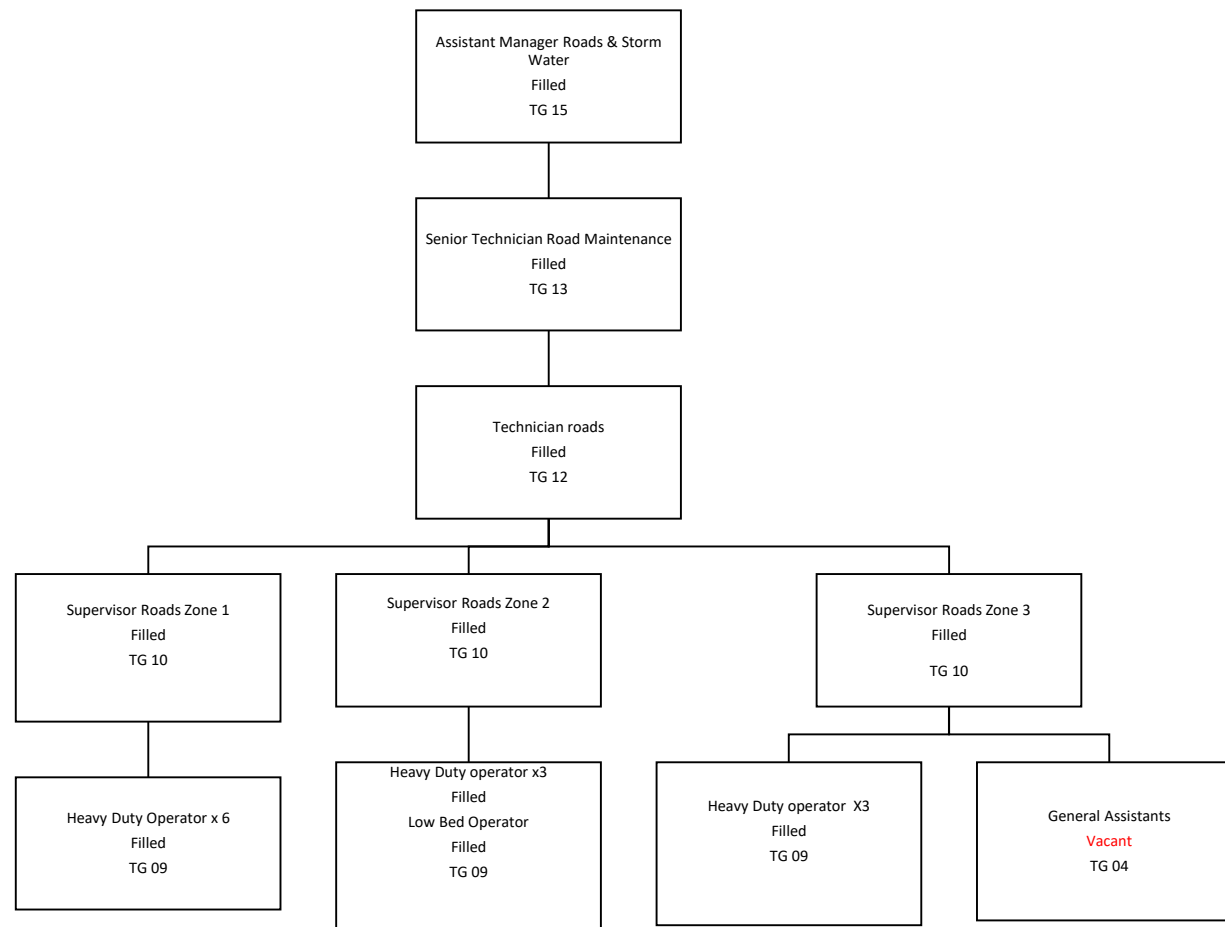 Assistant Manager Roads & Storm
Water
Filled
TG 15
Senior Technician Road Maintenance
Filled
TG 13
Technician roads
Filled
TG 12
Supervisor Roads Zone 1
Filled
TG 10
Supervisor Roads Zone 2
Filled
TG 10
Supervisor Roads Zone 3
Filled
TG 10
Heavy Duty Operator x 6
Filled
TG 09
Heavy Duty operator x3
Filled
Low Bed Operator
Filled
TG 09
Heavy Duty operator X3
Filled
TG 09
General Assistants
Vacant
TG 04